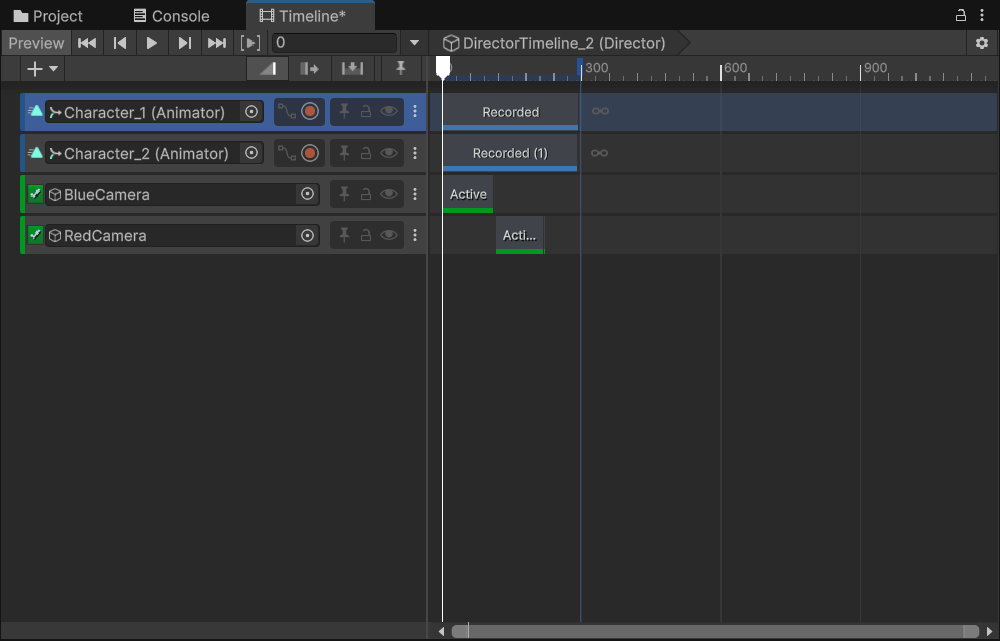 Project Console Timeline*
Preview 0 DirectorTimeline_2 (Director)
300 600 900
Character_1 (Animator) Recorded
Character_2 (Animator) Recorded (1)
BlueCamera Active
RedCamera Acti...